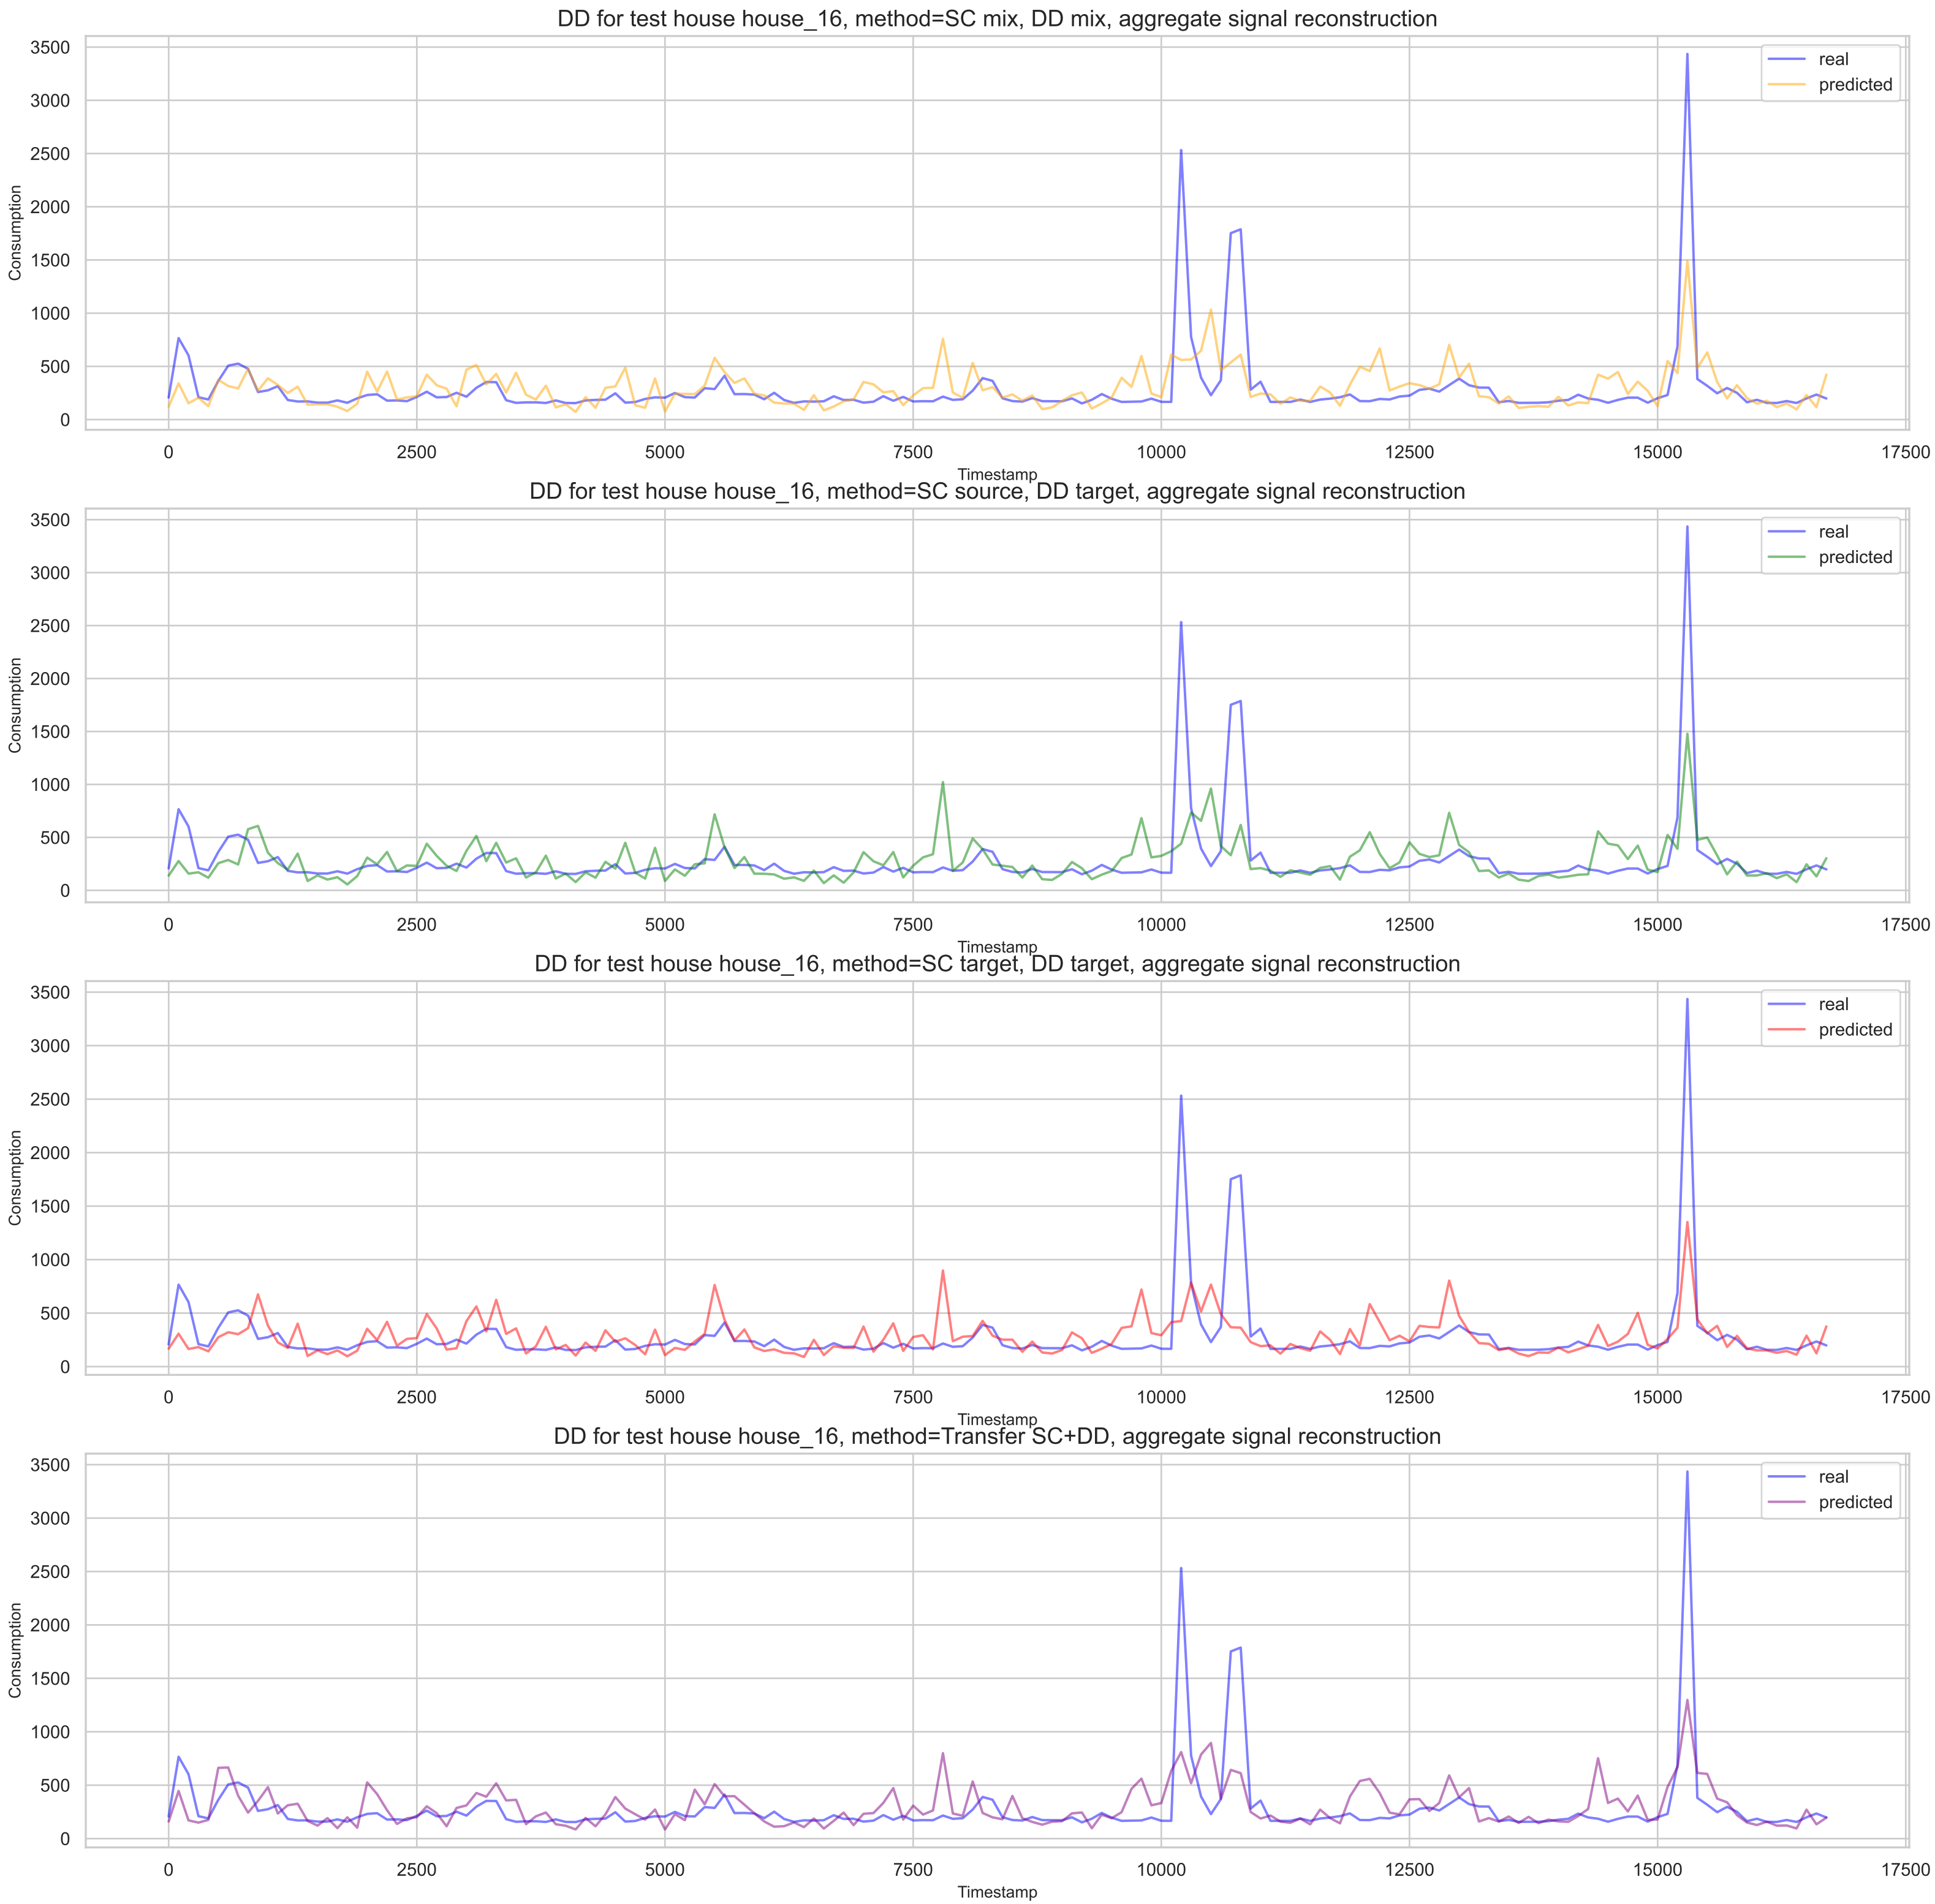 DD for test house house_16, method=SC mix, DD mix, aggregate signal reconstruction
3500
3000
2500
2000
1500
1000
500
0
Consumption
real
predicted
0 2500 5000 7500 10000 12500 15000 17500
Timestamp
DD for test house house_16, method=SC source, DD target, aggregate signal reconstruction
3500
3000
2500
2000
1500
1000
500
0
Consumption
real
predicted
0 2500 5000 7500 10000 12500 15000 17500
Timestamp
DD for test house house_16, method=SC target, DD target, aggregate signal reconstruction
3500
3000
2500
2000
1500
1000
500
0
Consumption
real
predicted
0 2500 5000 7500 10000 12500 15000 17500
Timestamp
DD for test house house_16, method=Transfer SC+DD, aggregate signal reconstruction
3500
3000
2500
2000
1500
1000
500
0
Consumption
real
predicted
0 2500 5000 7500 10000 12500 15000 17500
Timestamp